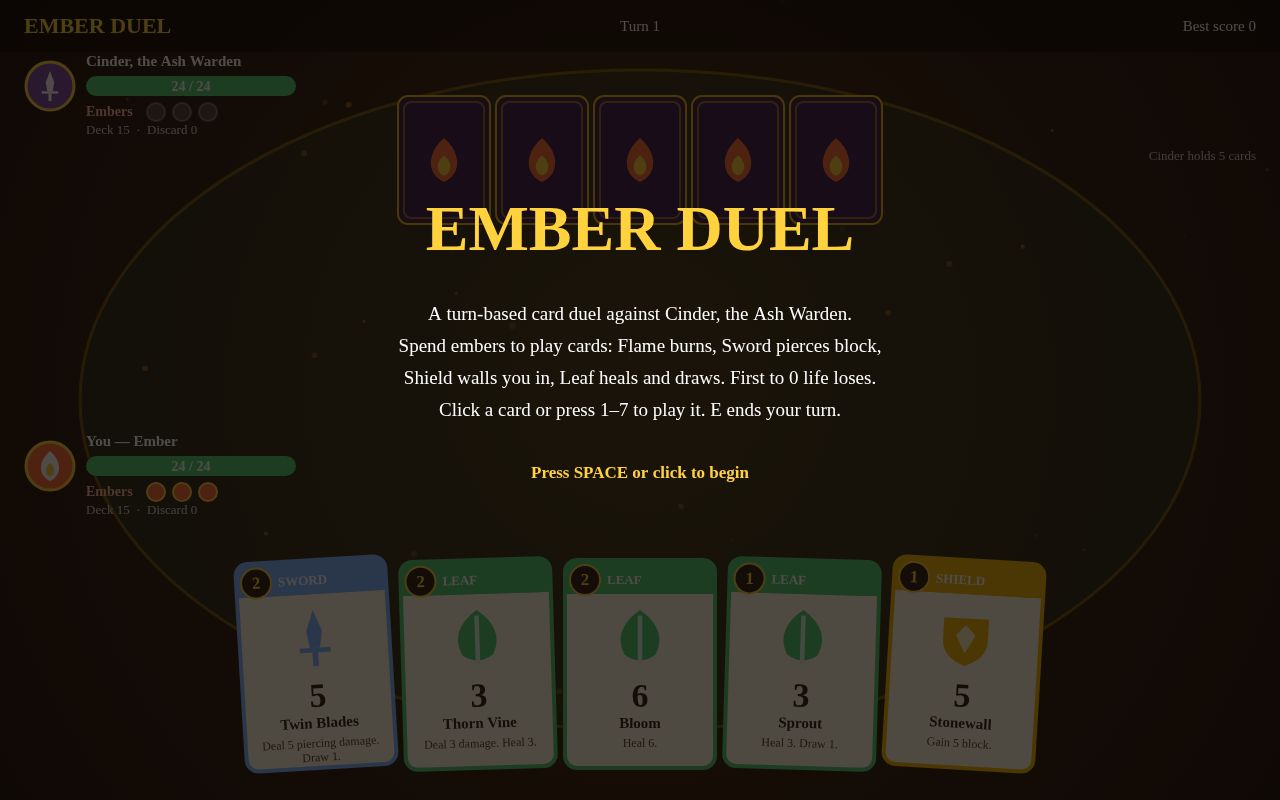 EMBER DUEL
Turn 1
Best score 0
Cinder, the Ash Warden
24 / 24
Embers
Deck 15 · Discard 0
Cinder holds 5 cards
EMBER DUEL
A turn-based card duel against Cinder, the Ash Warden.
Spend embers to play cards: Flame burns, Sword pierces block,
Shield walls you in, Leaf heals and draws. First to 0 life loses.
Click a card or press 1–7 to play it. E ends your turn.
Press SPACE or click to begin
You — Ember
24 / 24
Embers
Deck 15 · Discard 0
2 SWORD
5
Twin Blades
Deal 5 piercing damage.
Draw 1.
2 LEAF
3
Thorn Vine
Deal 3 damage. Heal 3.
2 LEAF
6
Bloom
Heal 6.
1 LEAF
3
Sprout
Heal 3. Draw 1.
1 SHIELD
5
Stonewall
Gain 5 block.